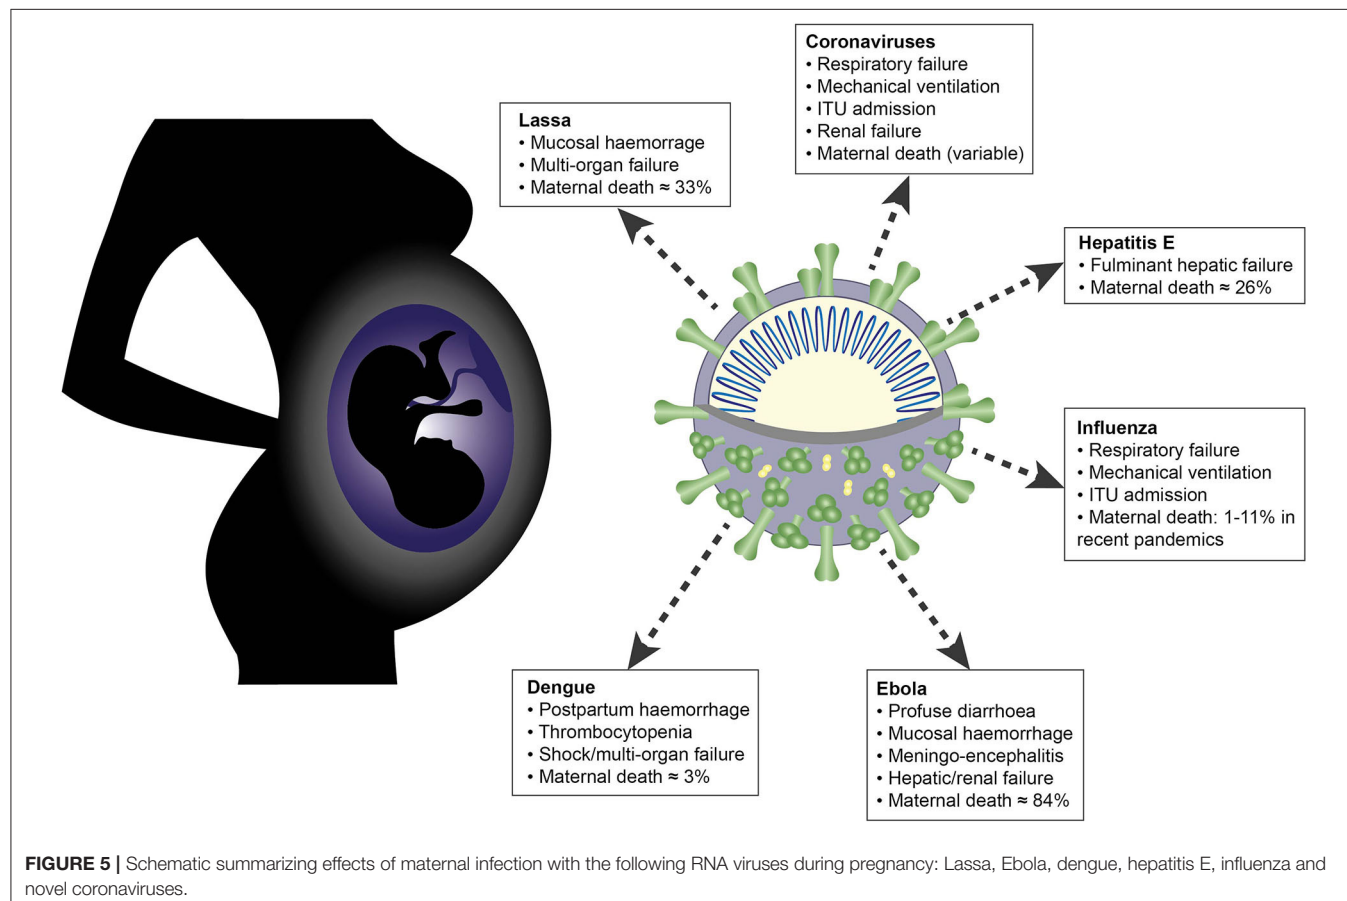 Coronaviruses
• Respiratory failure
• Mechanical ventilation
• ITU admission
• Renal failure
• Maternal death (variable)
Lassa
• Mucosal haemorrage
• Multi-organ failure
• Maternal death ≈ 33%
Hepatitis E
• Fulminant hepatic failure
• Maternal death ≈ 26%
Influenza
• Respiratory failure
• Mechanical ventilation
• ITU admission
• Maternal death: 1-11% in
recent pandemics
Dengue
• Postpartum haemorrhage
• Thrombocytopenia
• Shock/multi-organ failure
• Maternal death ≈ 3%
Ebola
• Profuse diarrhoea
• Mucosal haemorrhage
• Meningo-encephalitis
• Hepatic/renal failure
• Maternal death ≈ 84%
FIGURE 5 | Schematic summarizing effects of maternal infection with the following RNA viruses during pregnancy: Lassa, Ebola, dengue, hepatitis E, influenza and
novel coronaviruses.